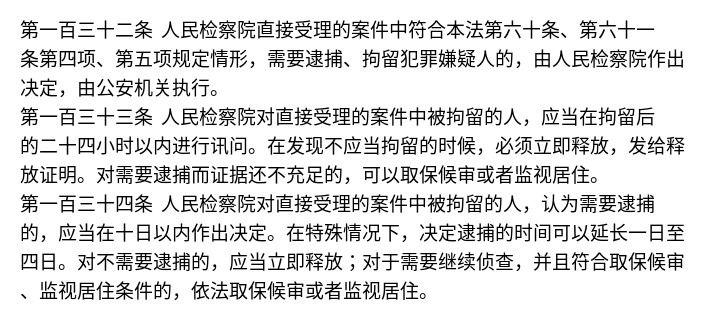 第一百三十二条 人民检察院直接受理的案件中符合本法第六十条、第六十一
条第四项、第五项规定情形，需要逮捕、拘留犯罪嫌疑人的，由人民检察院作出
决定，由公安机关执行。
第一百三十三条 人民检察院对直接受理的案件中被拘留的人，应当在拘留后
的二十四小时以内进行讯问。在发现不应当拘留的时候，必须立即释放，发给释
放证明。对需要逮捕而证据还不充足的，可以取保候审或者监视居住。
第一百三十四条 人民检察院对直接受理的案件中被拘留的人，认为需要逮捕
的，应当在十日以内作出决定。在特殊情况下，决定逮捕的时间可以延长一日至
四日。对不需要逮捕的，应当立即释放；对于需要继续侦查，并且符合取保候审
、监视居住条件的，依法取保候审或者监视居住。